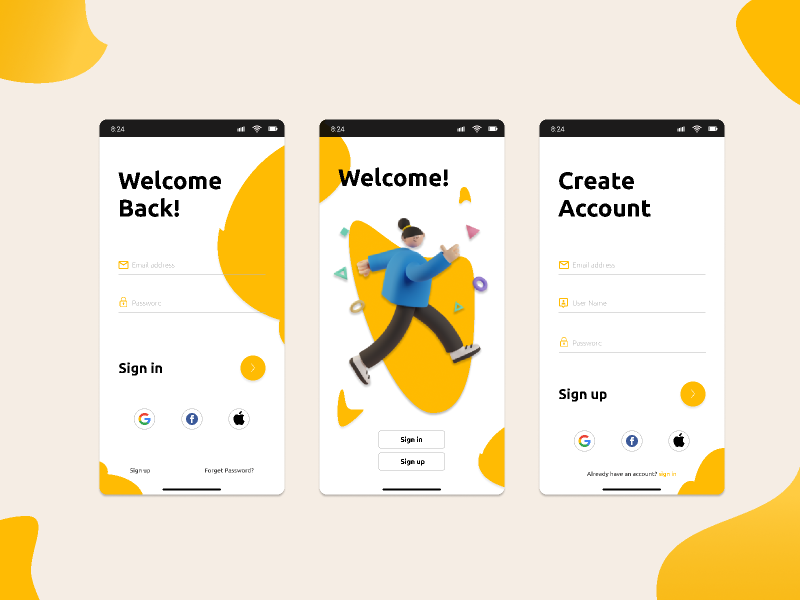 8:24
Welcome
Back!
Email address
Password
Sign in
Sign up
Forget Password?
8:24
Welcome!
Sign in
Sign up
8:24
Create
Account
Email address
User Name
Password
Sign up
Already have an account? sign in